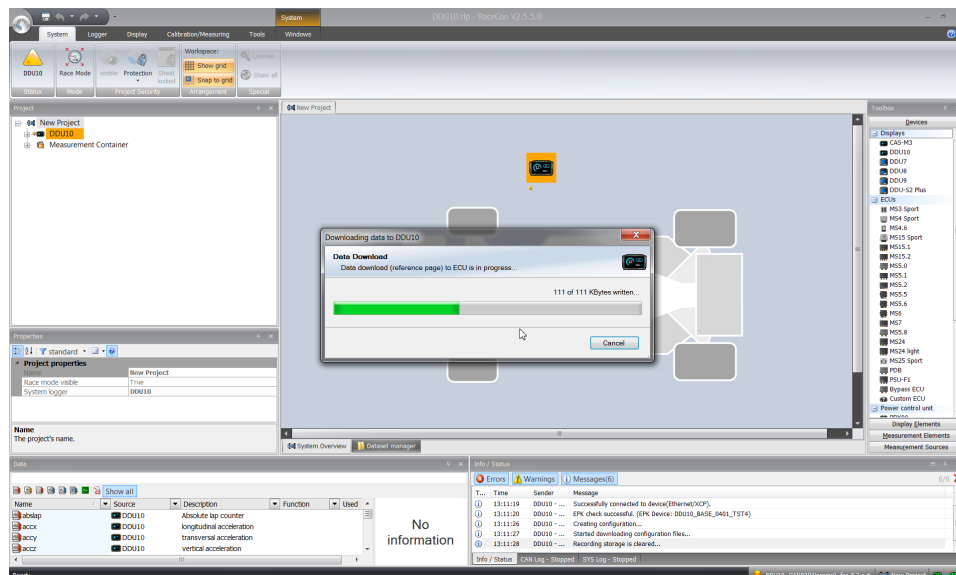 System
DDU10.rlp - RaceCon V2.5.5.0
System Logger Display Calibration/Measuring Tools Windows
DDU10
Race Mode
visible
Protection
Sheet locked
Workspace:
Show grid
Snap to grid
License
Show all
Status Mode Project Security Arrangement Special
Project
New Project
DDU10
Measurement Container
New Project
Downloading data to DDU10
Data Download
Data download (reference page) to ECU is in progress...
111 of 111 KBytes written...
Cancel
Toolbox
Devices
Displays
CAS-M3
DDU10
DDU7
DDU8
DDU9
DDU-S2 Plus
ECUs
MS3 Sport
MS4 Sport
MS4.6
MS15 Sport
MS15.1
MS15.2
MS5.0
MS5.1
MS5.2
MS5.5
MS5.6
MS6
MS7
MS5.8
MS24
MS24 light
MS25 Sport
PDB
PSU-F1
Bypass ECU
Custom ECU
Power control unit
Display Elements
Measurement Elements
Measurement Sources
Properties
standard
Project properties
Name New Project
Race mode visible True
System logger DDU10
Name
The project's name.
System Overview Dataset manager
Data
Show all
Name Source Description Function Used
abslap DDU10 Absolute lap counter
accx DDU10 longitudinal acceleration
accy DDU10 transversal acceleration
accz DDU10 vertical acceleration
No
information
Info / Status
Errors Warnings Messages(6) 6/6
T... Time Sender Message
13:11:19 DDU10 - ... Successfully connected to device(Ethernet/XCP).
13:11:20 DDU10 - ... EPK check successful. (EPK Device: DDU10_BASE_0401_TST4)
13:11:26 DDU10 - ... Creating configuration...
13:11:27 DDU10 - ... Started downloading configuration files...
13:11:28 DDU10 - ... Recording storage is cleared...
Info / Status CAN Log - Stopped SYS Log - Stopped
Ready